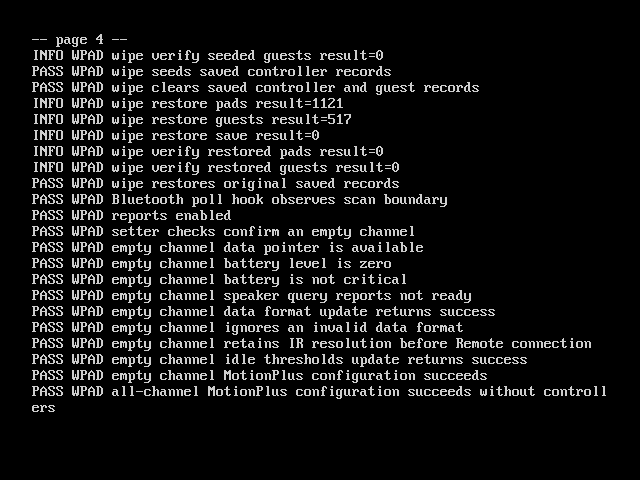 -- page 4 --
INFO WPAD wipe verify seeded guests result=0
PASS WPAD wipe seeds saved controller records
PASS WPAD wipe clears saved controller and guest records
INFO WPAD wipe restore pads result=1121
INFO WPAD wipe restore guests result=517
INFO WPAD wipe restore save result=0
INFO WPAD wipe verify restored pads result=0
INFO WPAD wipe verify restored guests result=0
PASS WPAD wipe restores original saved records
PASS WPAD Bluetooth poll hook observes scan boundary
PASS WPAD reports enabled
PASS WPAD setter checks confirm an empty channel
PASS WPAD empty channel data pointer is available
PASS WPAD empty channel battery level is zero
PASS WPAD empty channel battery is not critical
PASS WPAD empty channel speaker query reports not ready
PASS WPAD empty channel data format update returns success
PASS WPAD empty channel ignores an invalid data format
PASS WPAD empty channel retains IR resolution before Remote connection
PASS WPAD empty channel idle thresholds update returns success
PASS WPAD empty channel MotionPlus configuration succeeds
PASS WPAD all-channel MotionPlus configuration succeeds without controll
ers